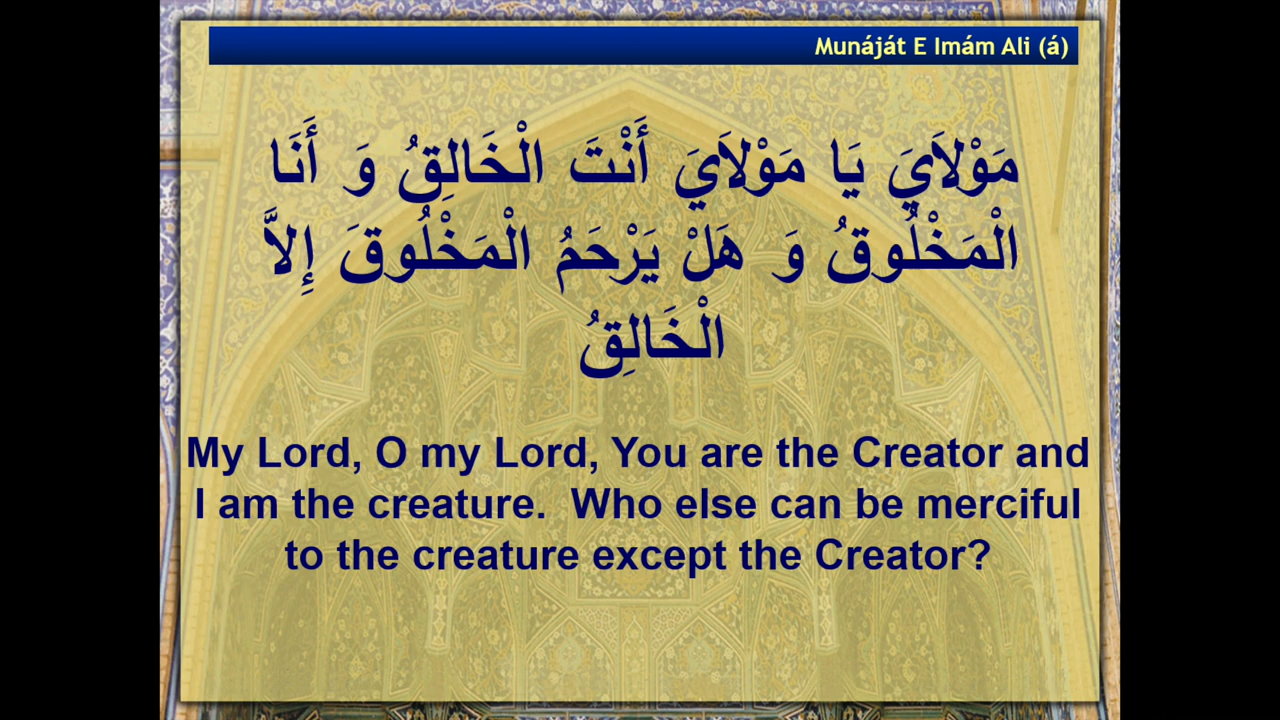 Munáját E Imám Ali (á)
مَوْلاَيَ يَا مَوْلاَيَ أَنْتَ الْخَالِقُ وَ أَنَا
الْمَخْلُوقُ وَ هَلْ يَرْحَمُ الْمَخْلُوقَ إِلاَّ
الْخَالِقُ
My Lord, O my Lord, You are the Creator and
I am the creature.  Who else can be merciful
to the creature except the Creator?